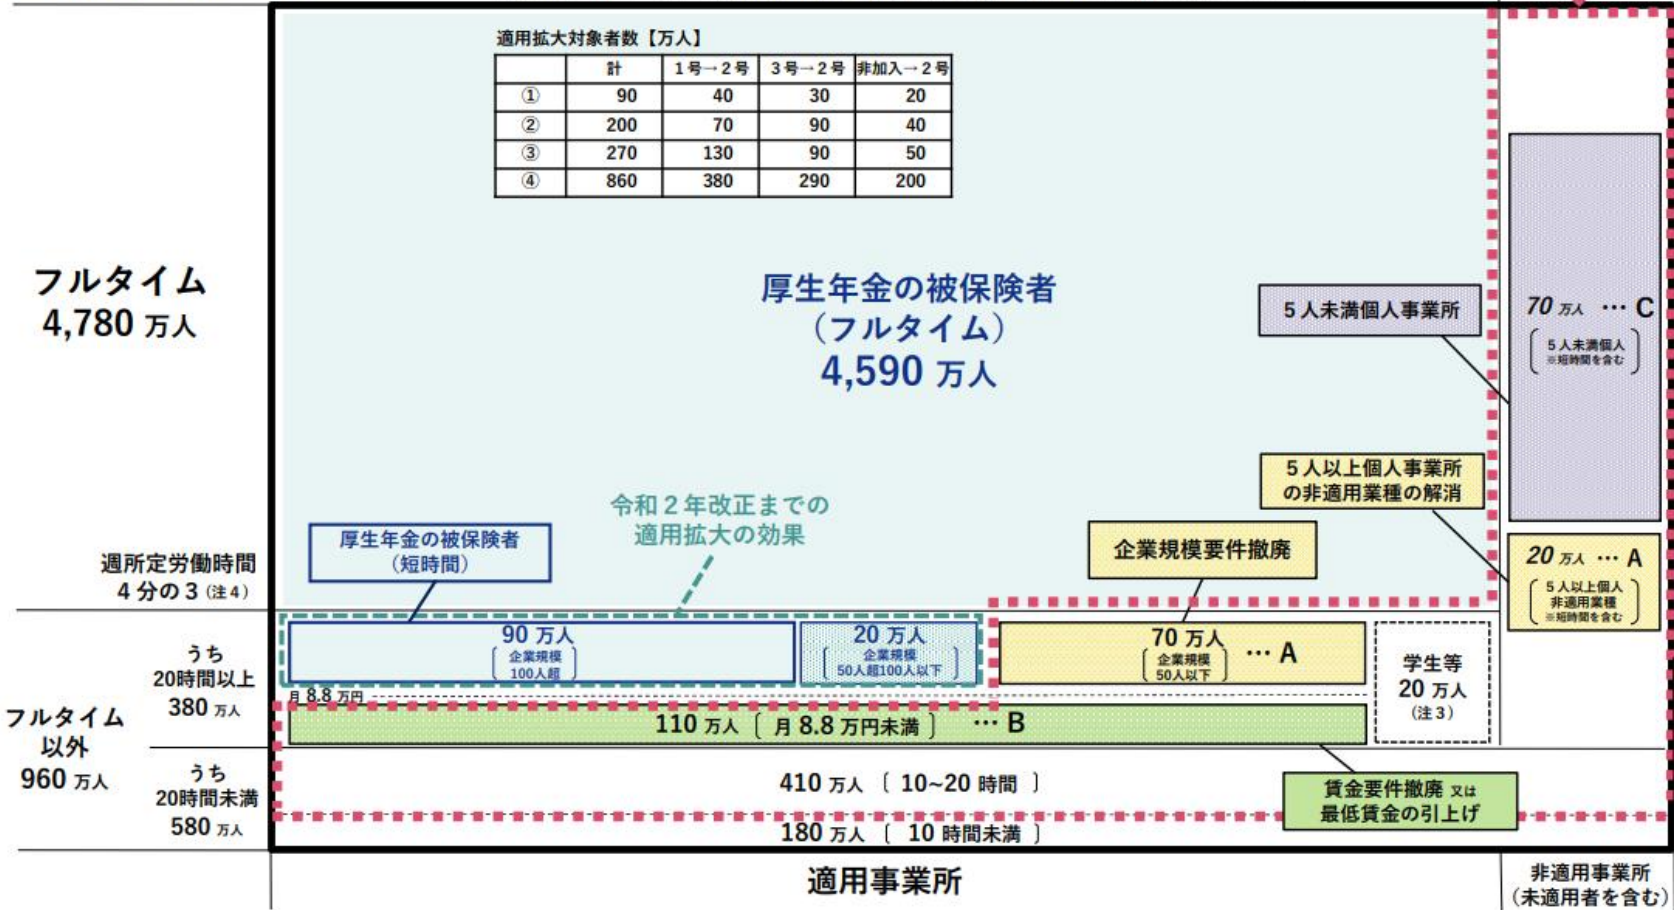 適用拡大対象者数【万人】
計 1号→2号 3号→2号 非加入→2号
① 90 40 30 20
② 200 70 90 40
③ 270 130 90 50
④ 860 380 290 200
フルタイム
4,780 万人
厚生年金の被保険者
(フルタイム)
4,590 万人
5人未満個人事業所
70 万人 … C
〔 5人未満個人 〕
※短時間を含む
5人以上個人事業所
の非適用業種の解消
20 万人 … A
〔 5人以上個人
非適用業種 〕
※短時間を含む
令和2年改正までの
適用拡大の効果
厚生年金の被保険者
(短時間)
企業規模要件撤廃
週所定労働時間
4分の3 (注4)
90 万人
〔 企業規模
100人超 〕
20 万人
〔 企業規模
50人超100人以下 〕
70 万人 … A
〔 企業規模
50人以下 〕
学生等
20 万人
(注3)
うち
20時間以上
380 万人
月 8.8 万円
110 万人 〔 月 8.8 万円未満 〕 … B
フルタイム
以外
960 万人
うち
20時間未満
580 万人
410 万人 〔 10~20 時間 〕
賃金要件撤廃 又は
最低賃金の引上げ
180 万人 〔 10 時間未満 〕
適用事業所
非適用事業所
(未適用者を含む)